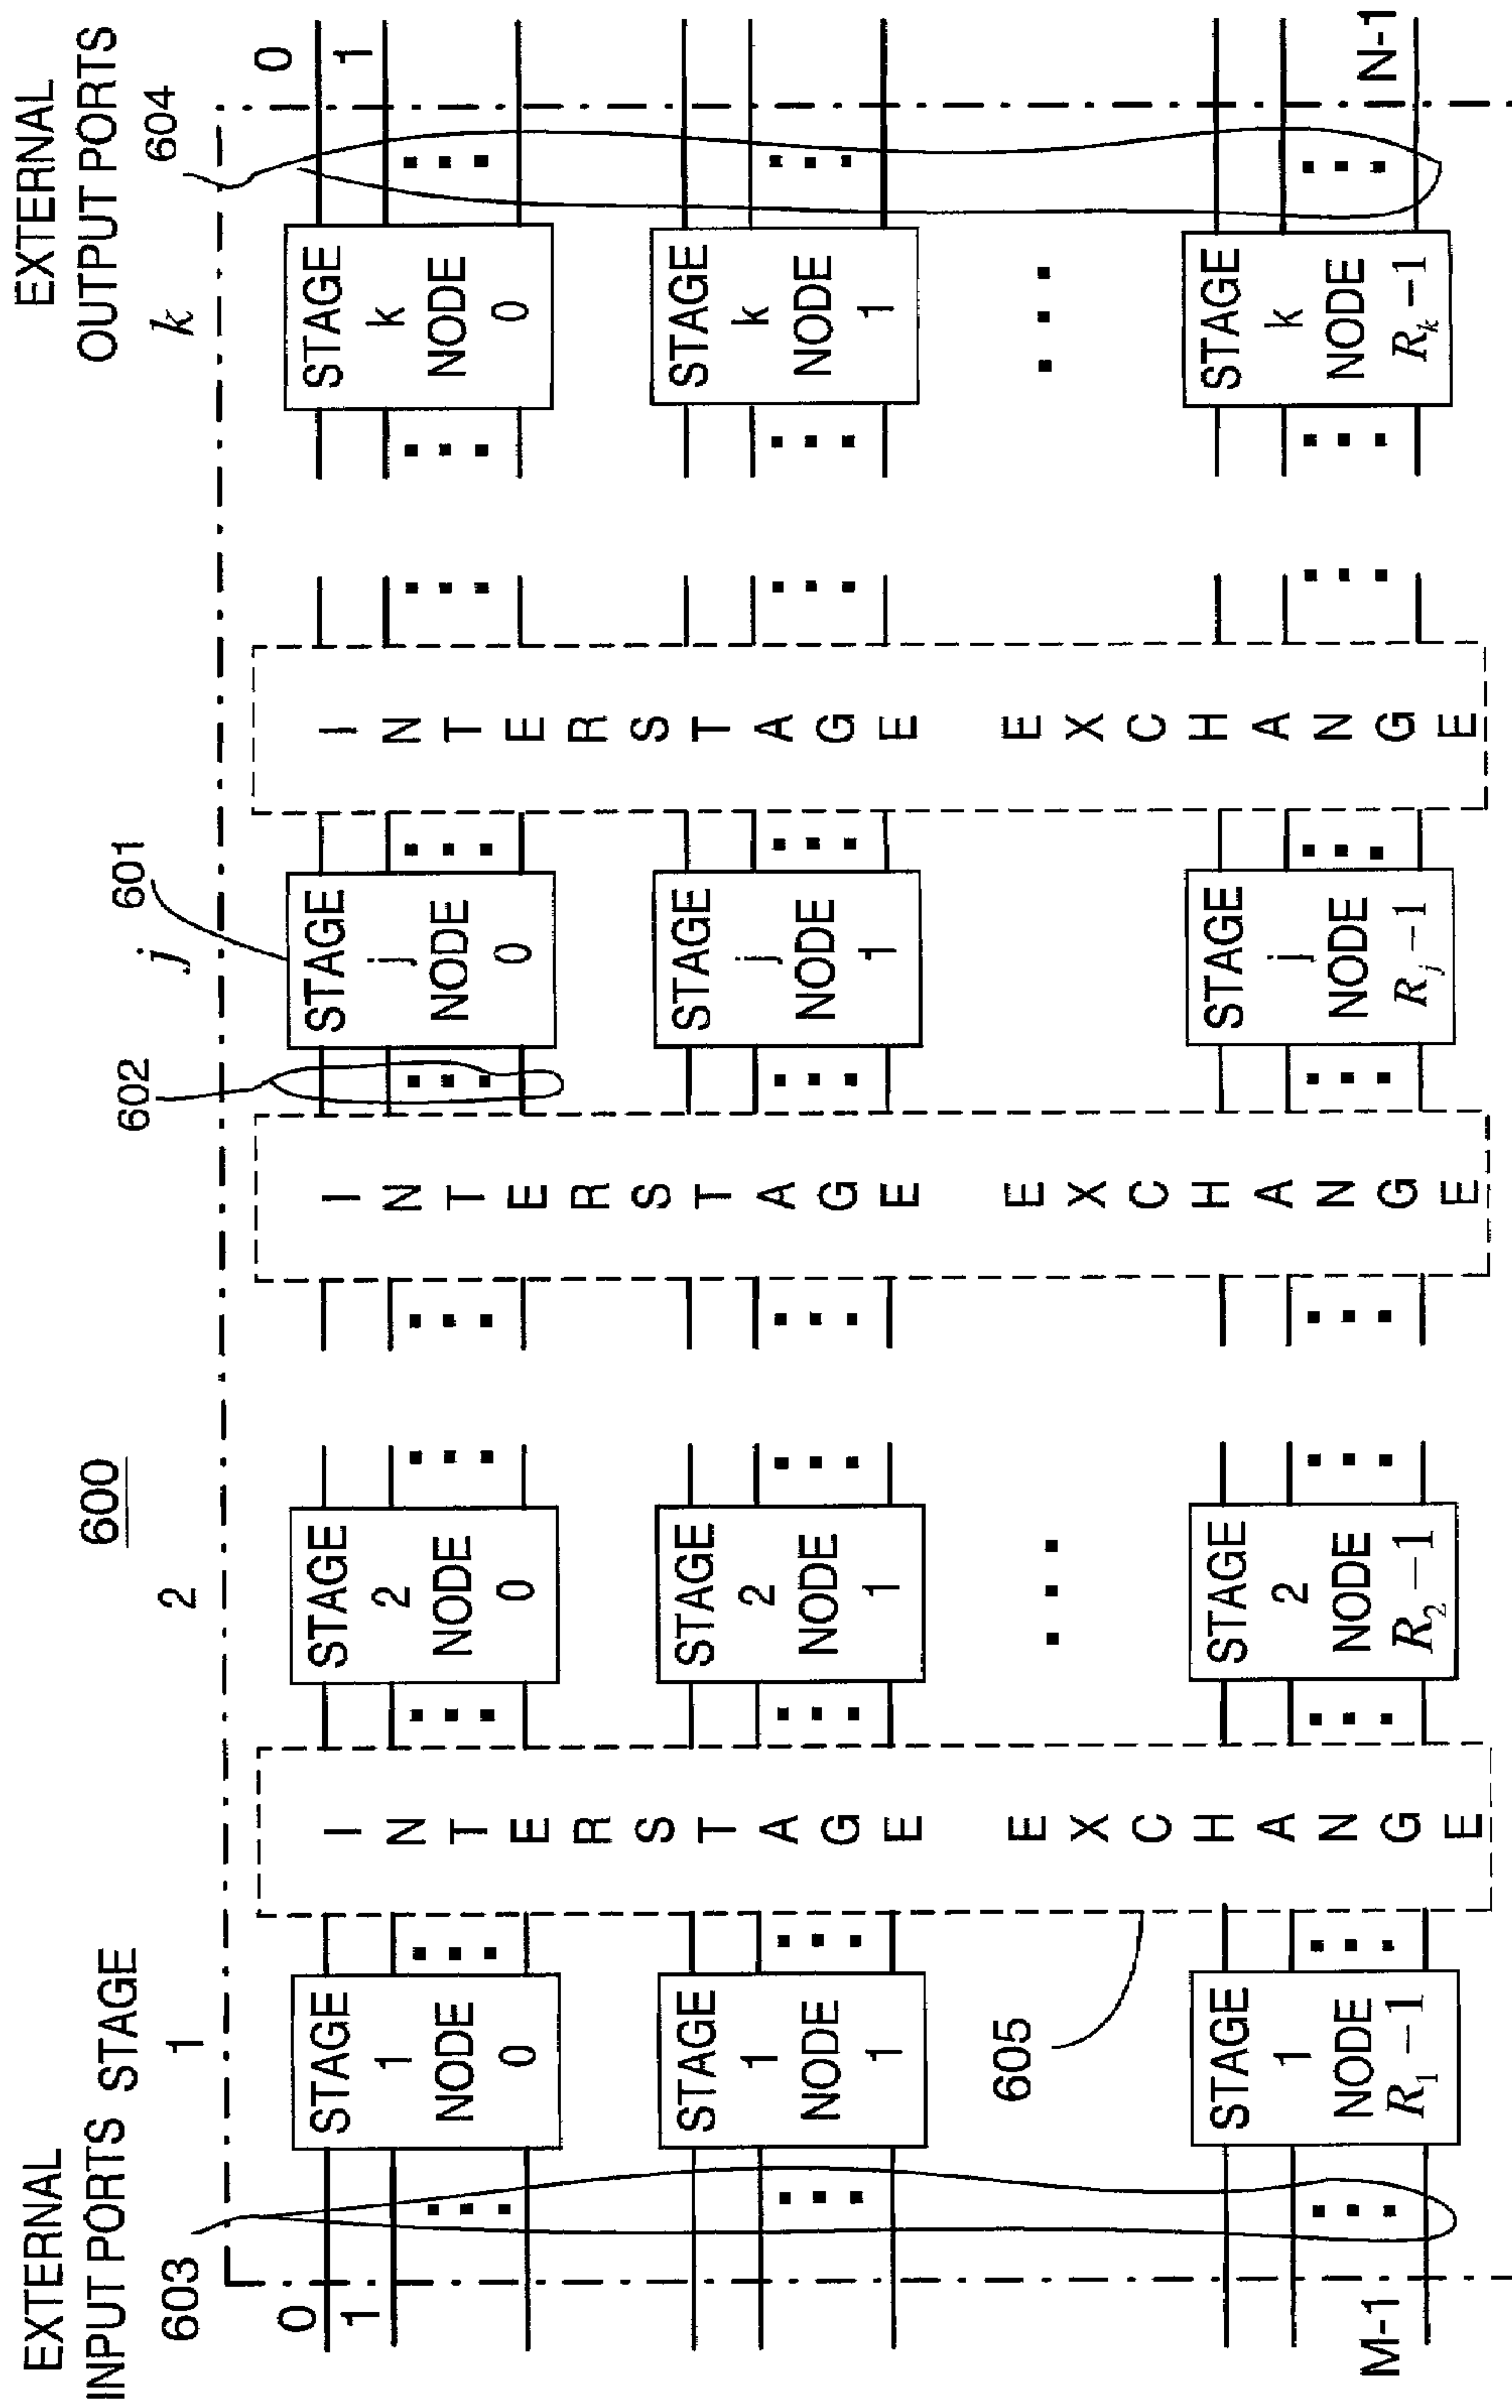 600
EXTERNAL
INPUT PORTS STAGE
1
2
j
k
EXTERNAL
OUTPUT PORTS
603
602
601
604
605
0
1
M-1
0
1
N-1
STAGE
1
NODE
0
STAGE
1
NODE
1
STAGE
1
NODE
R₁−1
INTERSTAGE EXCHANGE
STAGE
2
NODE
0
STAGE
2
NODE
1
STAGE
2
NODE
R₂−1
INTERSTAGE EXCHANGE
STAGE
j
NODE
0
STAGE
j
NODE
1
STAGE
j
NODE
Rⱼ−1
INTERSTAGE EXCHANGE
STAGE
k
NODE
0
STAGE
k
NODE
1
STAGE
k
NODE
Rₖ−1